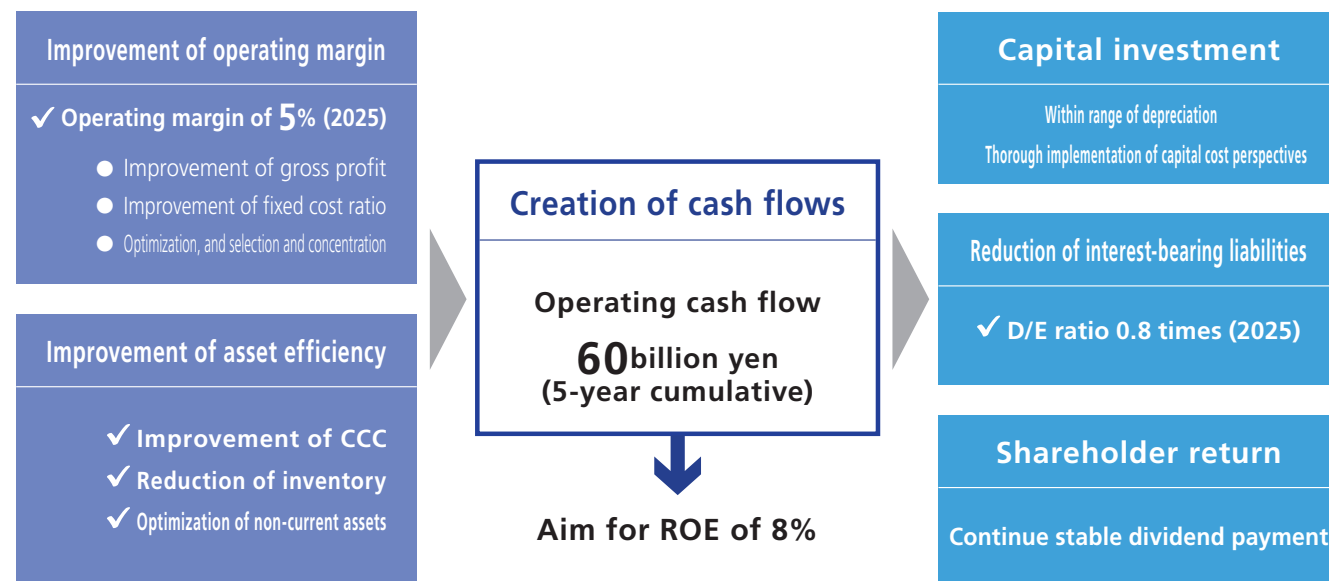 Improvement of operating margin
✓ Operating margin of 5% (2025)
● Improvement of gross profit
● Improvement of fixed cost ratio
● Optimization, and selection and concentration
Improvement of asset efficiency
✓ Improvement of CCC
✓ Reduction of inventory
✓ Optimization of non-current assets
Creation of cash flows
Operating cash flow
60 billion yen
(5-year cumulative)
Aim for ROE of 8%
Capital investment
Within range of depreciation
Thorough implementation of capital cost perspectives
Reduction of interest-bearing liabilities
✓ D/E ratio 0.8 times (2025)
Shareholder return
Continue stable dividend payment